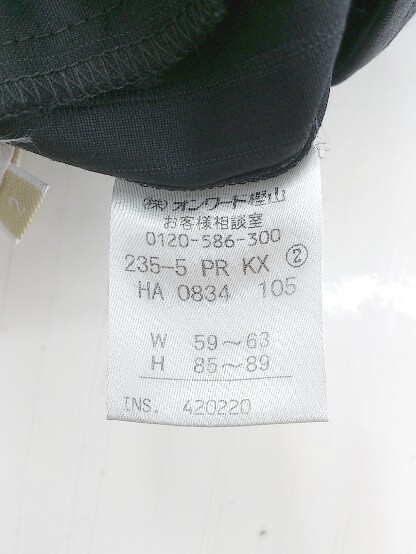 (株)オンワード樫山
お客様相談室
0120-586-300
235-5 PR KX ②
HA 0834 105
W 59～63
H 85～89
INS. 420220
2